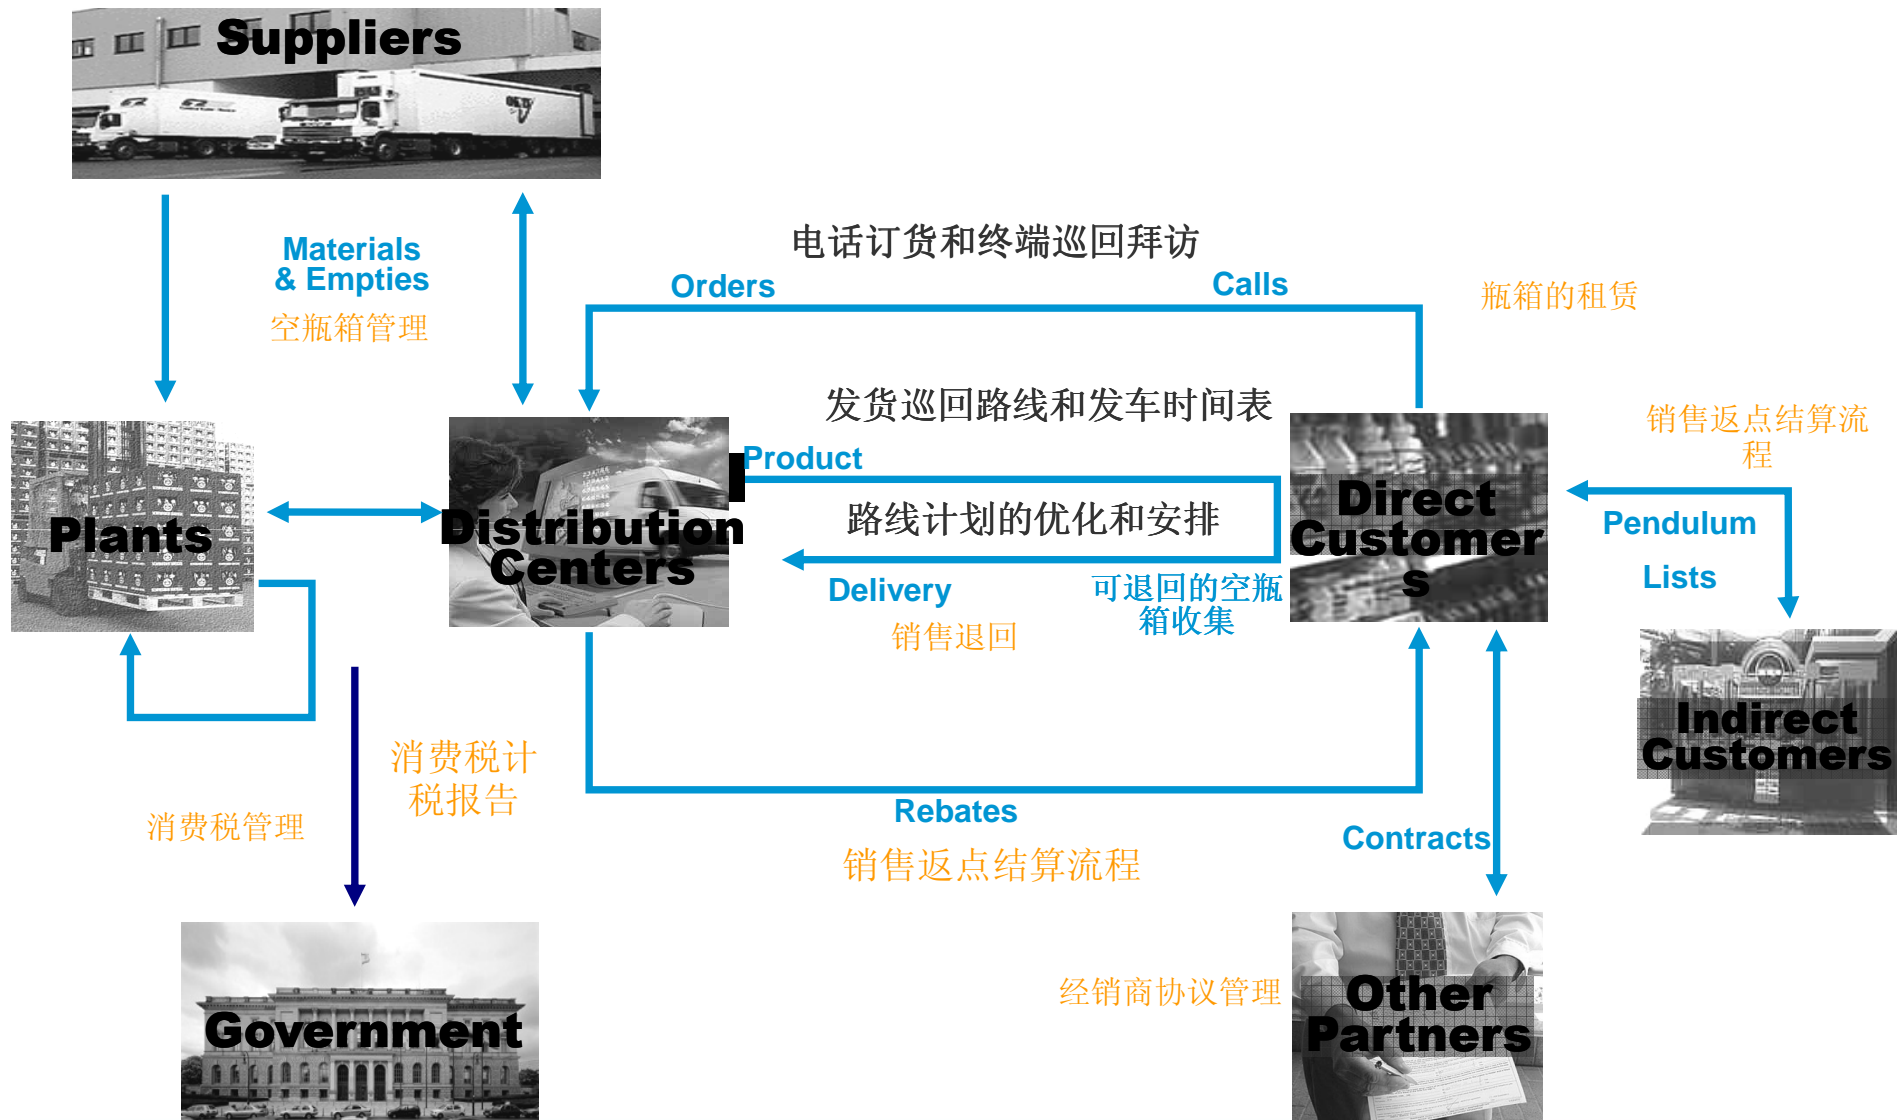 Suppliers
Materials
& Empties
空瓶箱管理
电话订货和终端巡回拜访
Orders
Calls
瓶箱的租赁
发货巡回路线和发车时间表
Product
路线计划的优化和安排
Delivery
销售退回
可退回的空瓶
箱收集
销售返点结算流
程
Pendulum
Lists
Plants
Distribution
Centers
Direct
Customer
s
Indirect
Customers
消费税计
税报告
消费税管理
Rebates
销售返点结算流程
Contracts
经销商协议管理
Other
Partners
Government